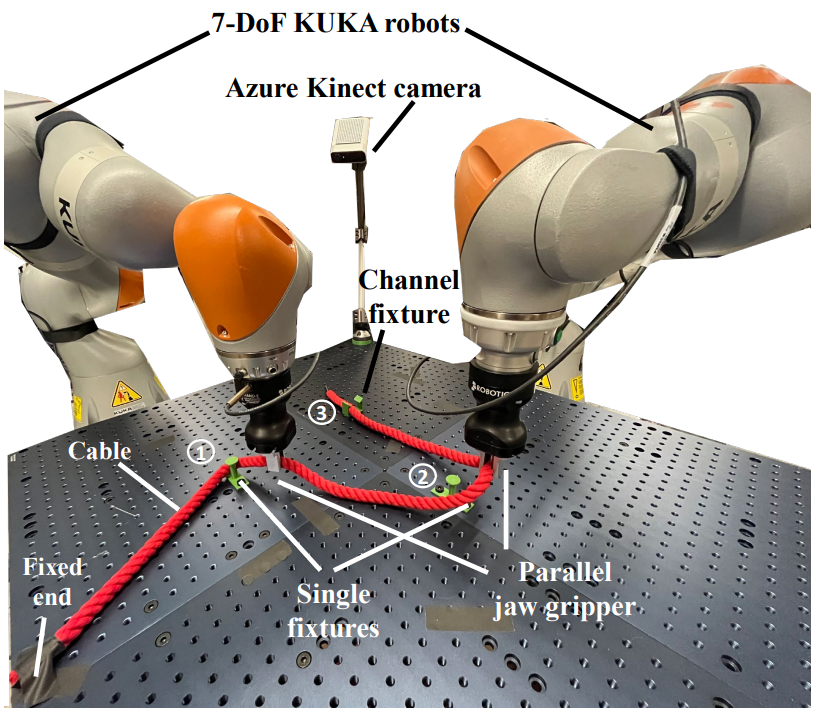 7-DoF KUKA robots
Azure Kinect camera
Channel
fixture
KUKA
ROBOTIQ
③
Cable
①
②
Fixed
end
Single
fixtures
Parallel
jaw gripper